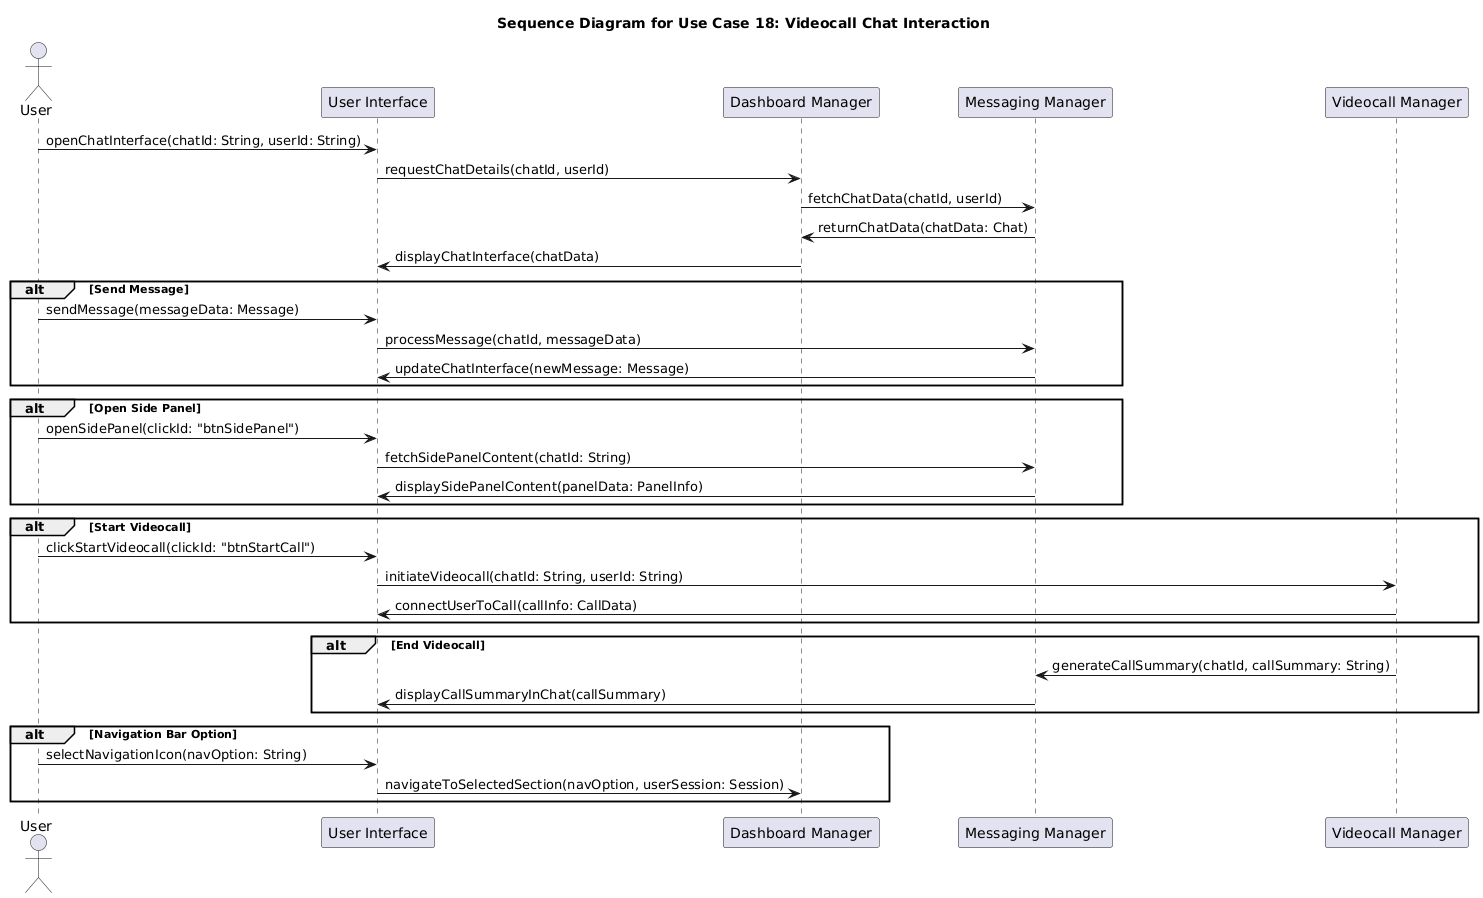 Sequence Diagram for Use Case 18: Videocall Chat Interaction
User
User Interface
Dashboard Manager
Messaging Manager
Videocall Manager
openChatInterface(chatId: String, userId: String)
requestChatDetails(chatId, userId)
fetchChatData(chatId, userId)
returnChatData(chatData: Chat)
displayChatInterface(chatData)
alt [Send Message]
sendMessage(messageData: Message)
processMessage(chatId, messageData)
updateChatInterface(newMessage: Message)
alt [Open Side Panel]
openSidePanel(clickId: "btnSidePanel")
fetchSidePanelContent(chatId: String)
displaySidePanelContent(panelData: PanelInfo)
alt [Start Videocall]
clickStartVideocall(clickId: "btnStartCall")
initiateVideocall(chatId: String, userId: String)
connectUserToCall(callInfo: CallData)
alt [End Videocall]
generateCallSummary(chatId, callSummary: String)
displayCallSummaryInChat(callSummary)
alt [Navigation Bar Option]
selectNavigationIcon(navOption: String)
navigateToSelectedSection(navOption, userSession: Session)
User
User Interface
Dashboard Manager
Messaging Manager
Videocall Manager